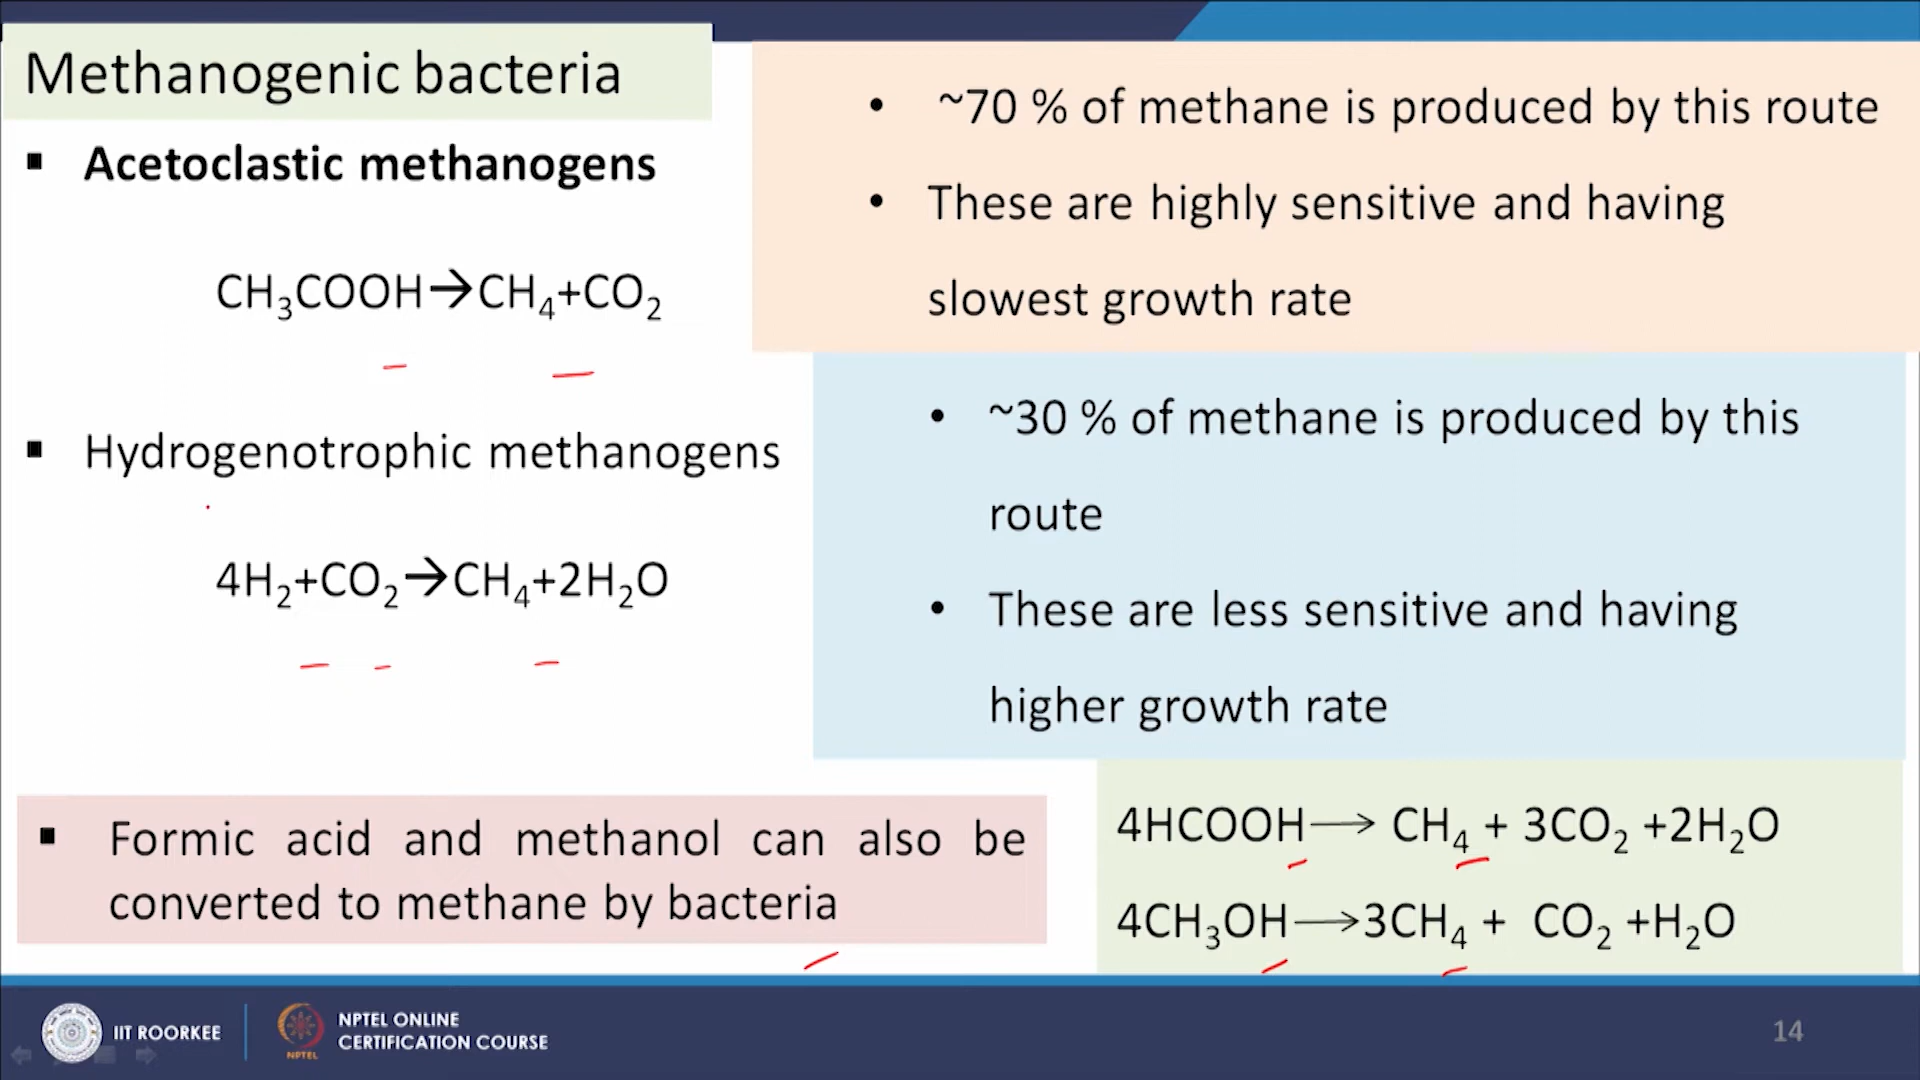 Methanogenic bacteria
▪ Acetoclastic methanogens
CH₃COOH→CH₄+CO₂
• ~70 % of methane is produced by this route
• These are highly sensitive and having
slowest growth rate
▪ Hydrogenotrophic methanogens
4H₂+CO₂→CH₄+2H₂O
• ~30 % of methane is produced by this
route
• These are less sensitive and having
higher growth rate
▪ Formic acid and methanol can also be
converted to methane by bacteria
4HCOOH→ CH₄ + 3CO₂ +2H₂O
4CH₃OH→3CH₄ + CO₂ +H₂O
IIT ROORKEE
NPTEL
NPTEL ONLINE
CERTIFICATION COURSE
14